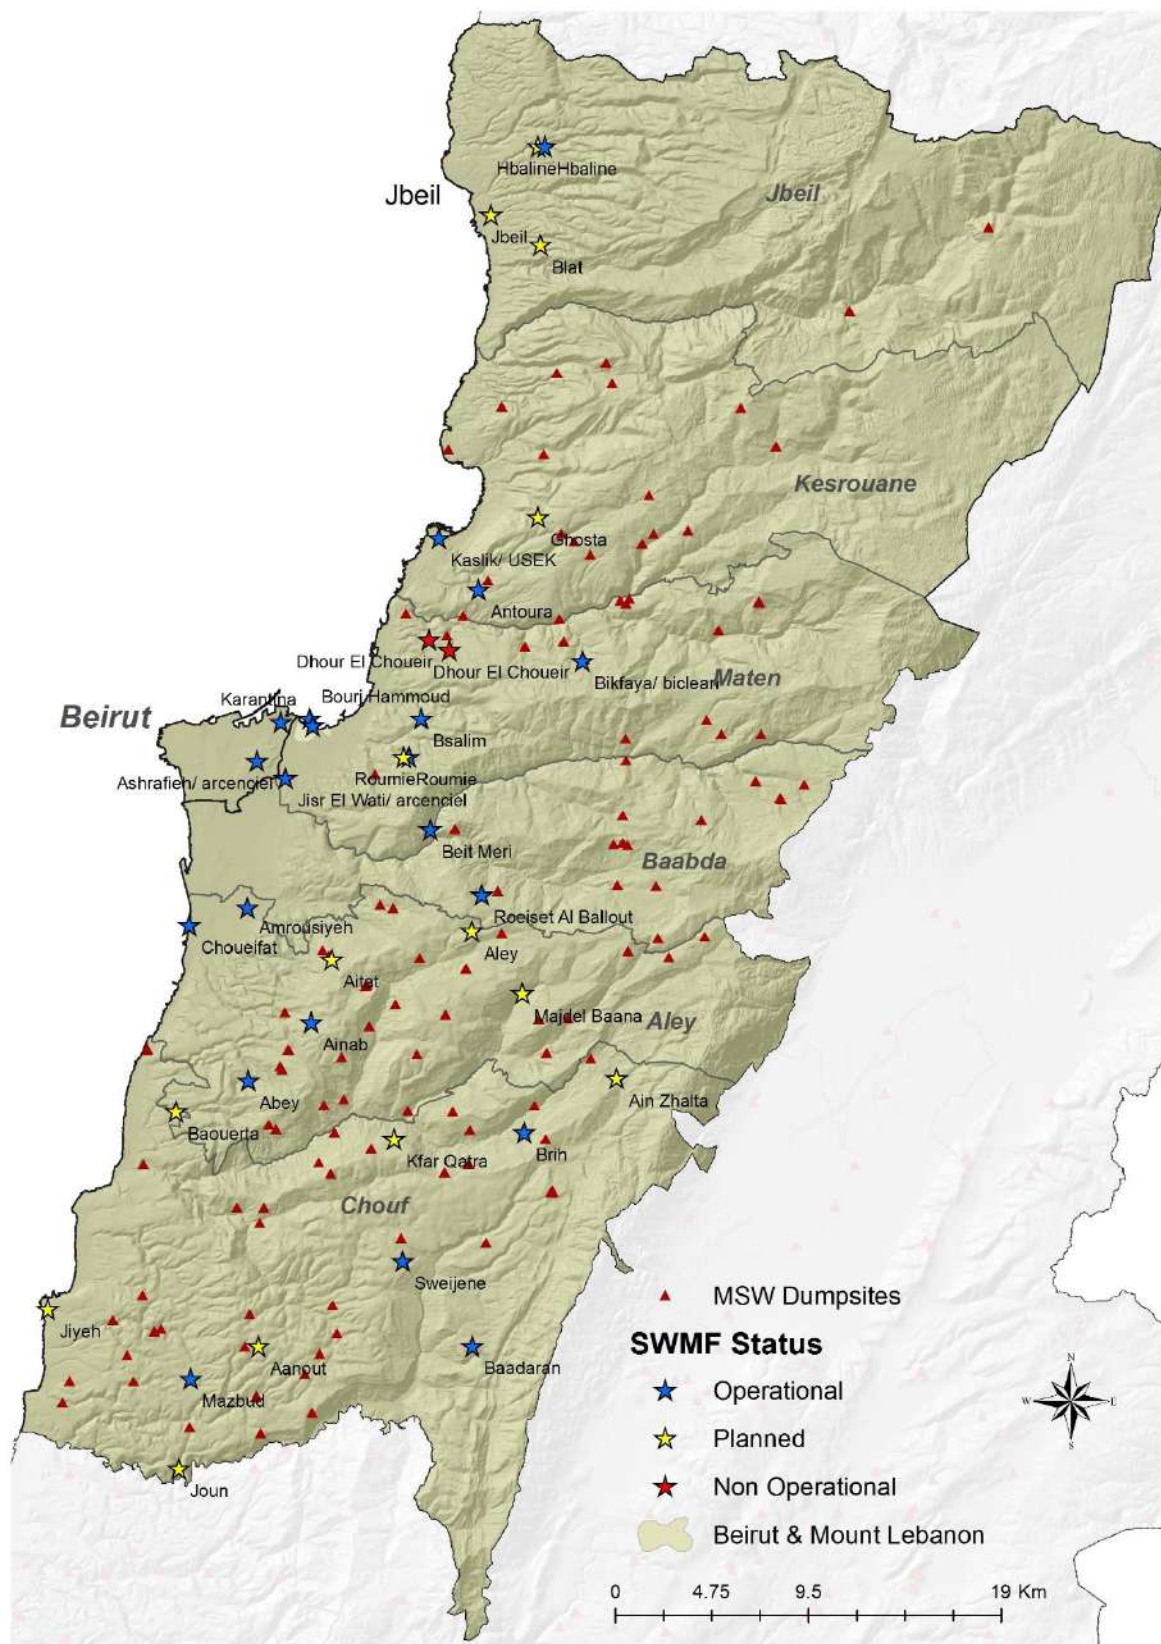 HbalineHbaline
Jbeil
Jbeil
Jbeil
Blat
Kesrouane
Ghosta
Kaslik/ USEK
Antoura
Dhour El Choueir
Dhour El Choueir
Bikfaya/ biclean
Maten
Karantina
Bourj Hammoud
Beirut
Bsalim
Ashrafieh/ arcenciel
RoumieRoumie
Jisr El Wati/ arcenciel
Beit Meri
Baabda
Roeiset Al Ballout
Amrousiyeh
Choueifat
Aley
Aitat
Majdel Baana
Aley
Ainab
Abey
Ain Zhalta
Baouerta
Kfar Qatra
Brih
Chouf
Sweijene
Jiyeh
Aanout
Baadaran
Mazbud
Joun
MSW Dumpsites
SWMF Status
Operational
Planned
Non Operational
Beirut & Mount Lebanon
N
W E
S
0 4.75 9.5 19 Km